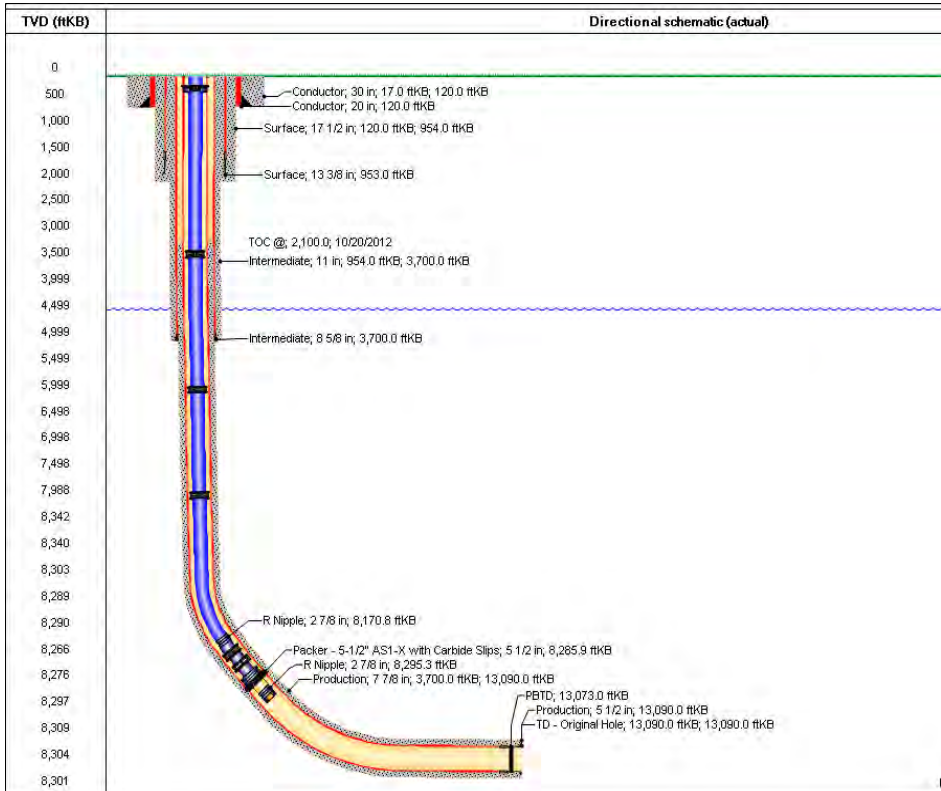 TVD (ftKB)
Directional schematic (actual)
0
500
1,000
1,500
2,000
2,500
3,000
3,500
3,999
4,499
4,999
5,499
5,999
6,498
6,998
7,498
7,988
8,342
8,340
8,303
8,289
8,290
8,266
8,276
8,297
8,309
8,304
8,301
Conductor; 30 in; 17.0 ftKB; 120.0 ftKB
Conductor; 20 in; 120.0 ftKB
Surface; 17 1/2 in; 120.0 ftKB; 954.0 ftKB
Surface; 13 3/8 in; 953.0 ftKB
TOC @; 2,100.0; 10/20/2012
Intermediate; 11 in; 954.0 ftKB; 3,700.0 ftKB
Intermediate; 8 5/8 in; 3,700.0 ftKB
R Nipple; 2 7/8 in; 8,170.8 ftKB
Packer - 5-1/2" AS1-X with Carbide Slips; 5 1/2 in; 8,285.9 ftKB
R Nipple; 2 7/8 in; 8,295.3 ftKB
Production; 7 7/8 in; 3,700.0 ftKB; 13,090.0 ftKB
PBTD; 13,073.0 ftKB
Production; 5 1/2 in; 13,090.0 ftKB
TD - Original Hole; 13,090.0 ftKB; 13,090.0 ftKB